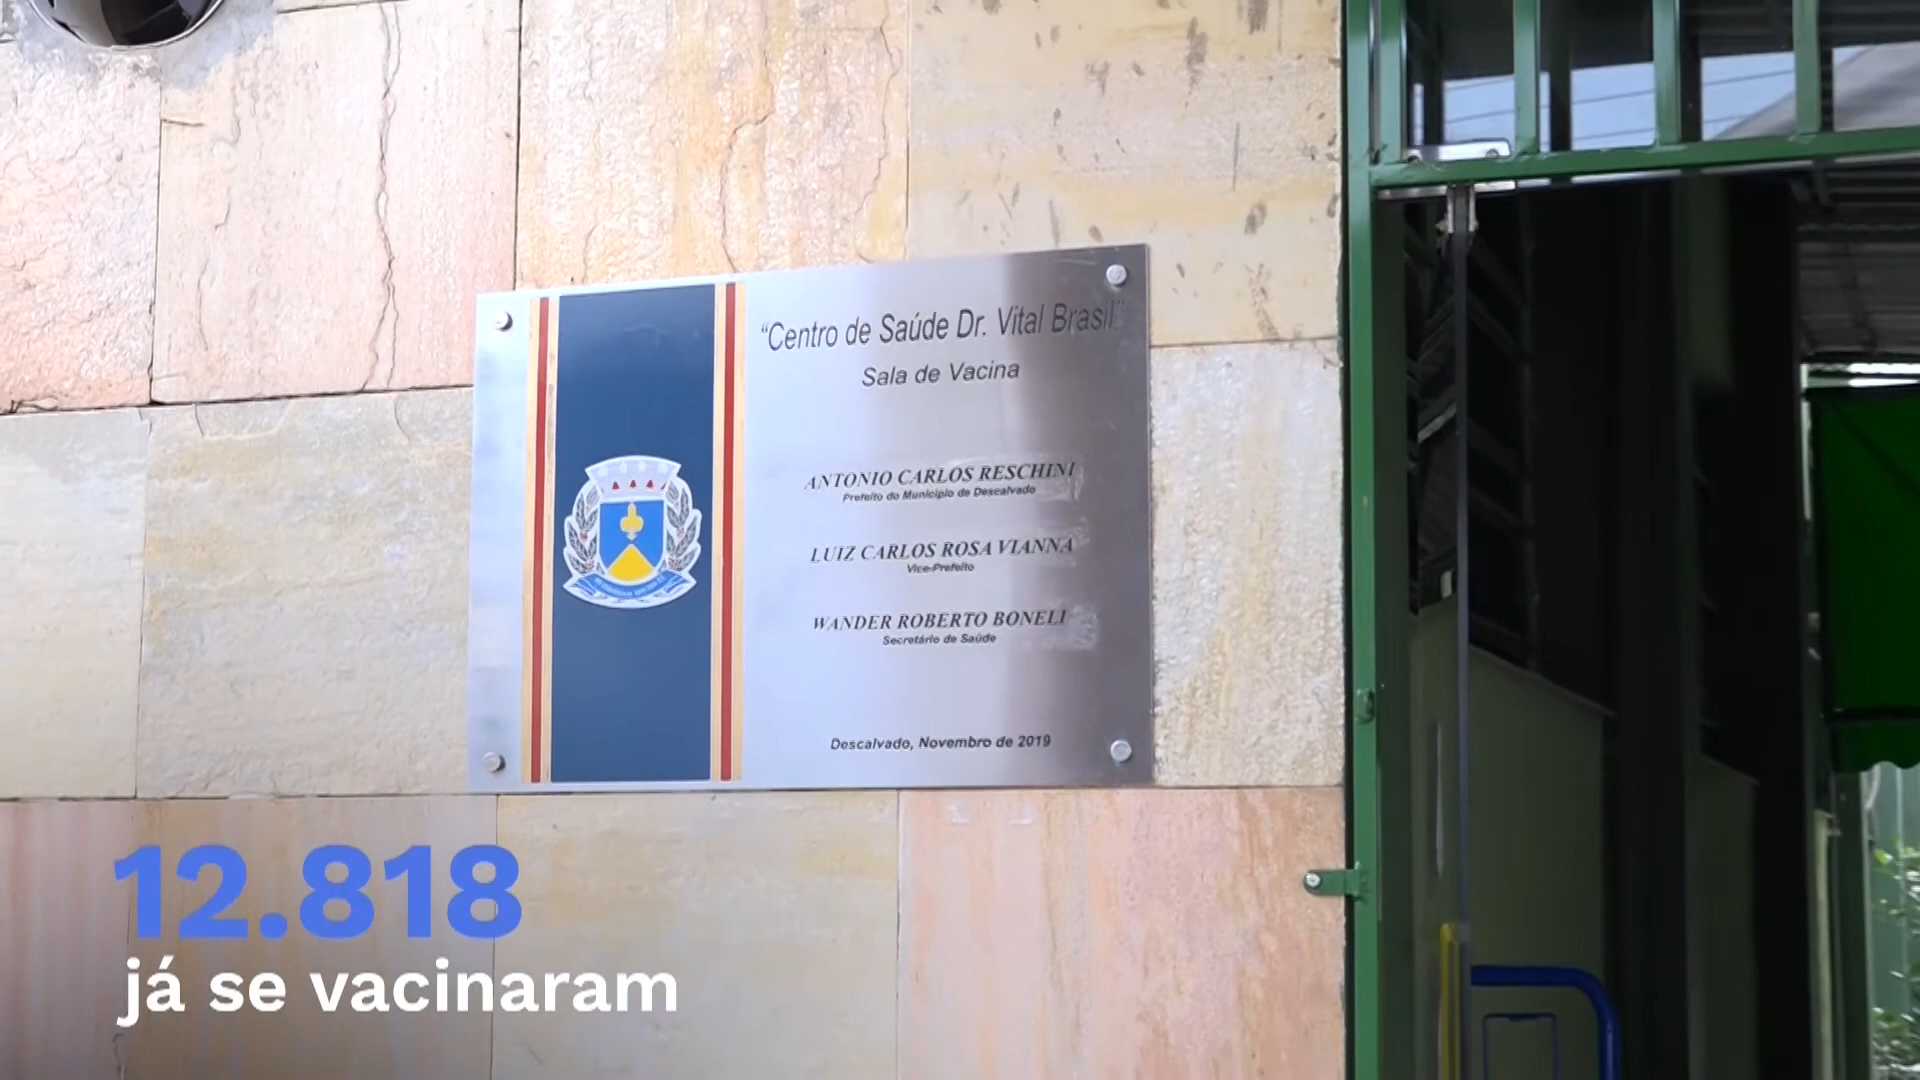 “Centro de Saúde Dr. Vital Brasil”
Sala de Vacina
ANTONIO CARLOS RESCHINI
Prefeito do Município de Descalvado
LUIZ CARLOS ROSA VIANNA
Vice-Prefeito
WANDER ROBERTO BONELI
Secretário de Saúde
Descalvado, Novembro de 2019
12.818
já se vacinaram